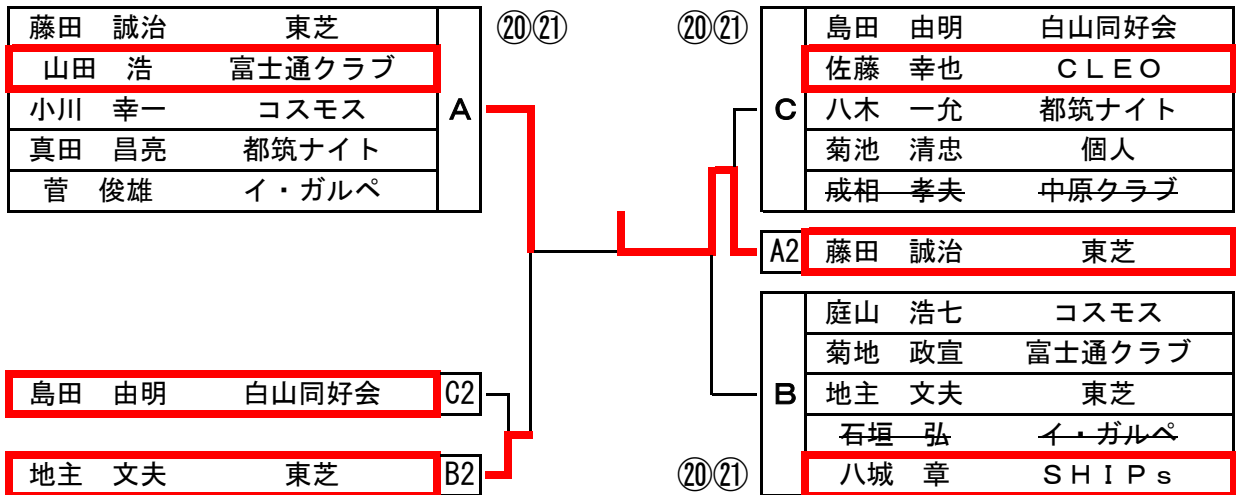 藤田 誠治 東芝
山田 浩 富士通クラブ
小川 幸一 コスモス
真田 昌亮 都筑ナイト
菅 俊雄 イ・ガルペ
A
⑳㉑
島田 由明 白山同好会 C2
地主 文夫 東芝 B2
⑳㉑
C
島田 由明 白山同好会
佐藤 幸也 CLEO
八木 一允 都筑ナイト
菊池 清忠 個人
成相 孝夫 中原クラブ
A2 藤田 誠治 東芝
B
庭山 浩七 コスモス
菊地 政宣 富士通クラブ
地主 文夫 東芝
石垣 弘 イ・ガルペ
八城 章 SHIPs
⑳㉑